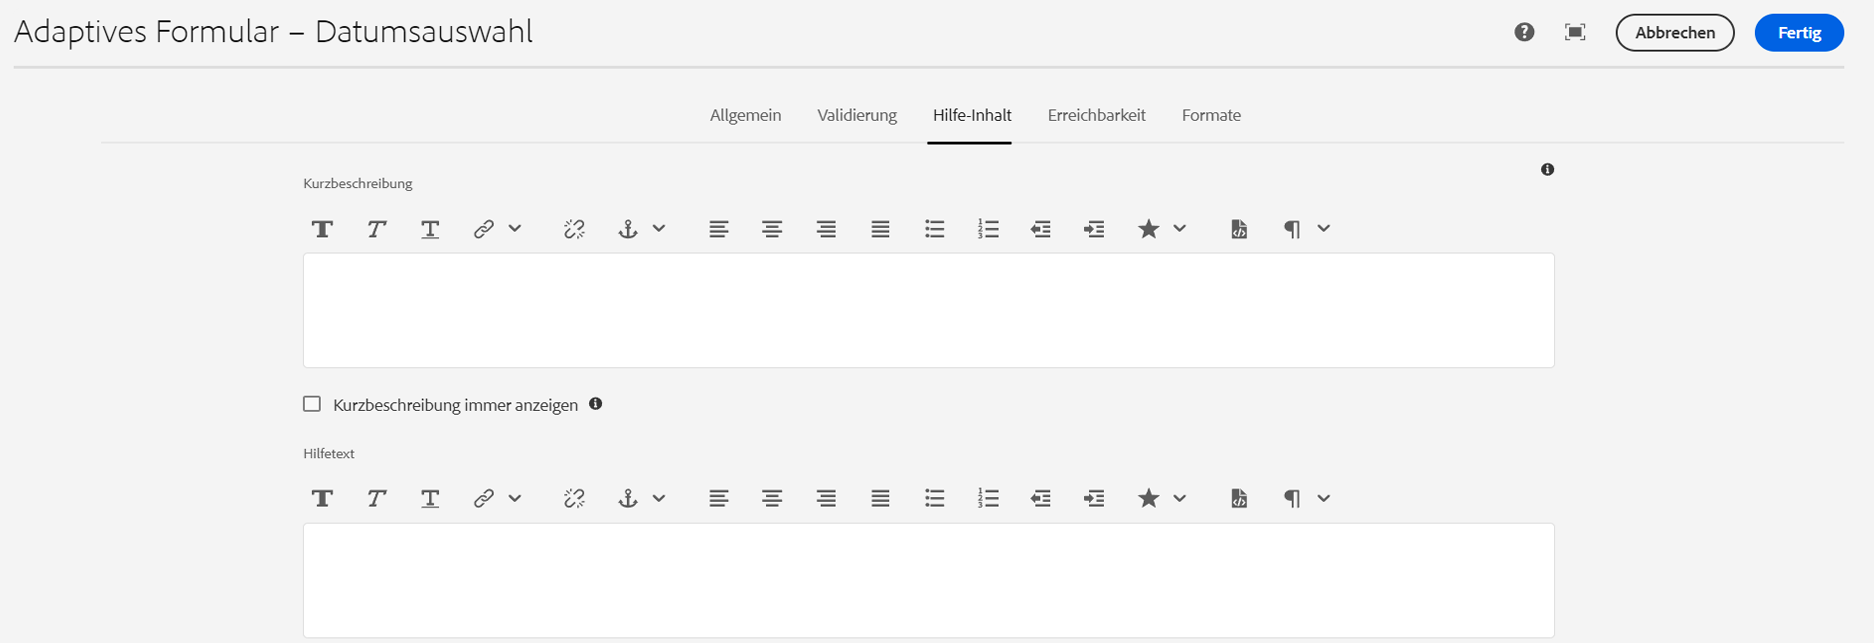 Adaptives Formular – Datumsauswahl
Abbrechen
Fertig
Allgemein
Validierung
Hilfe-Inhalt
Erreichbarkeit
Formate
Kurzbeschreibung
Kurzbeschreibung immer anzeigen
Hilfetext